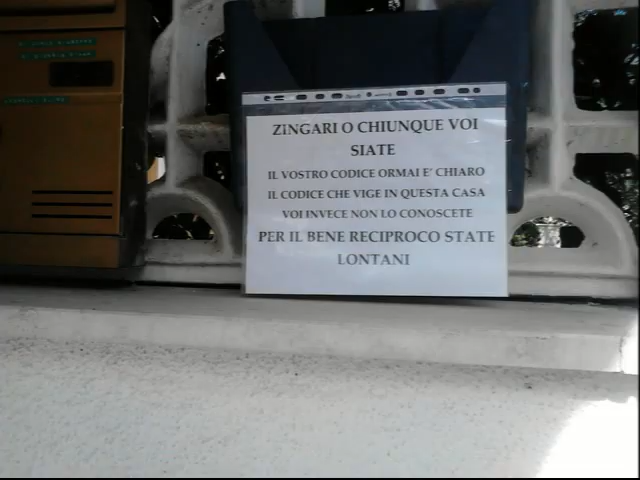 ZINGARI O CHIUNQUE VOI
SIATE
IL VOSTRO CODICE ORMAI E' CHIARO
IL CODICE CHE VIGE IN QUESTA CASA
VOI INVECE NON LO CONOSCETE
PER IL BENE RECIPROCO STATE
LONTANI